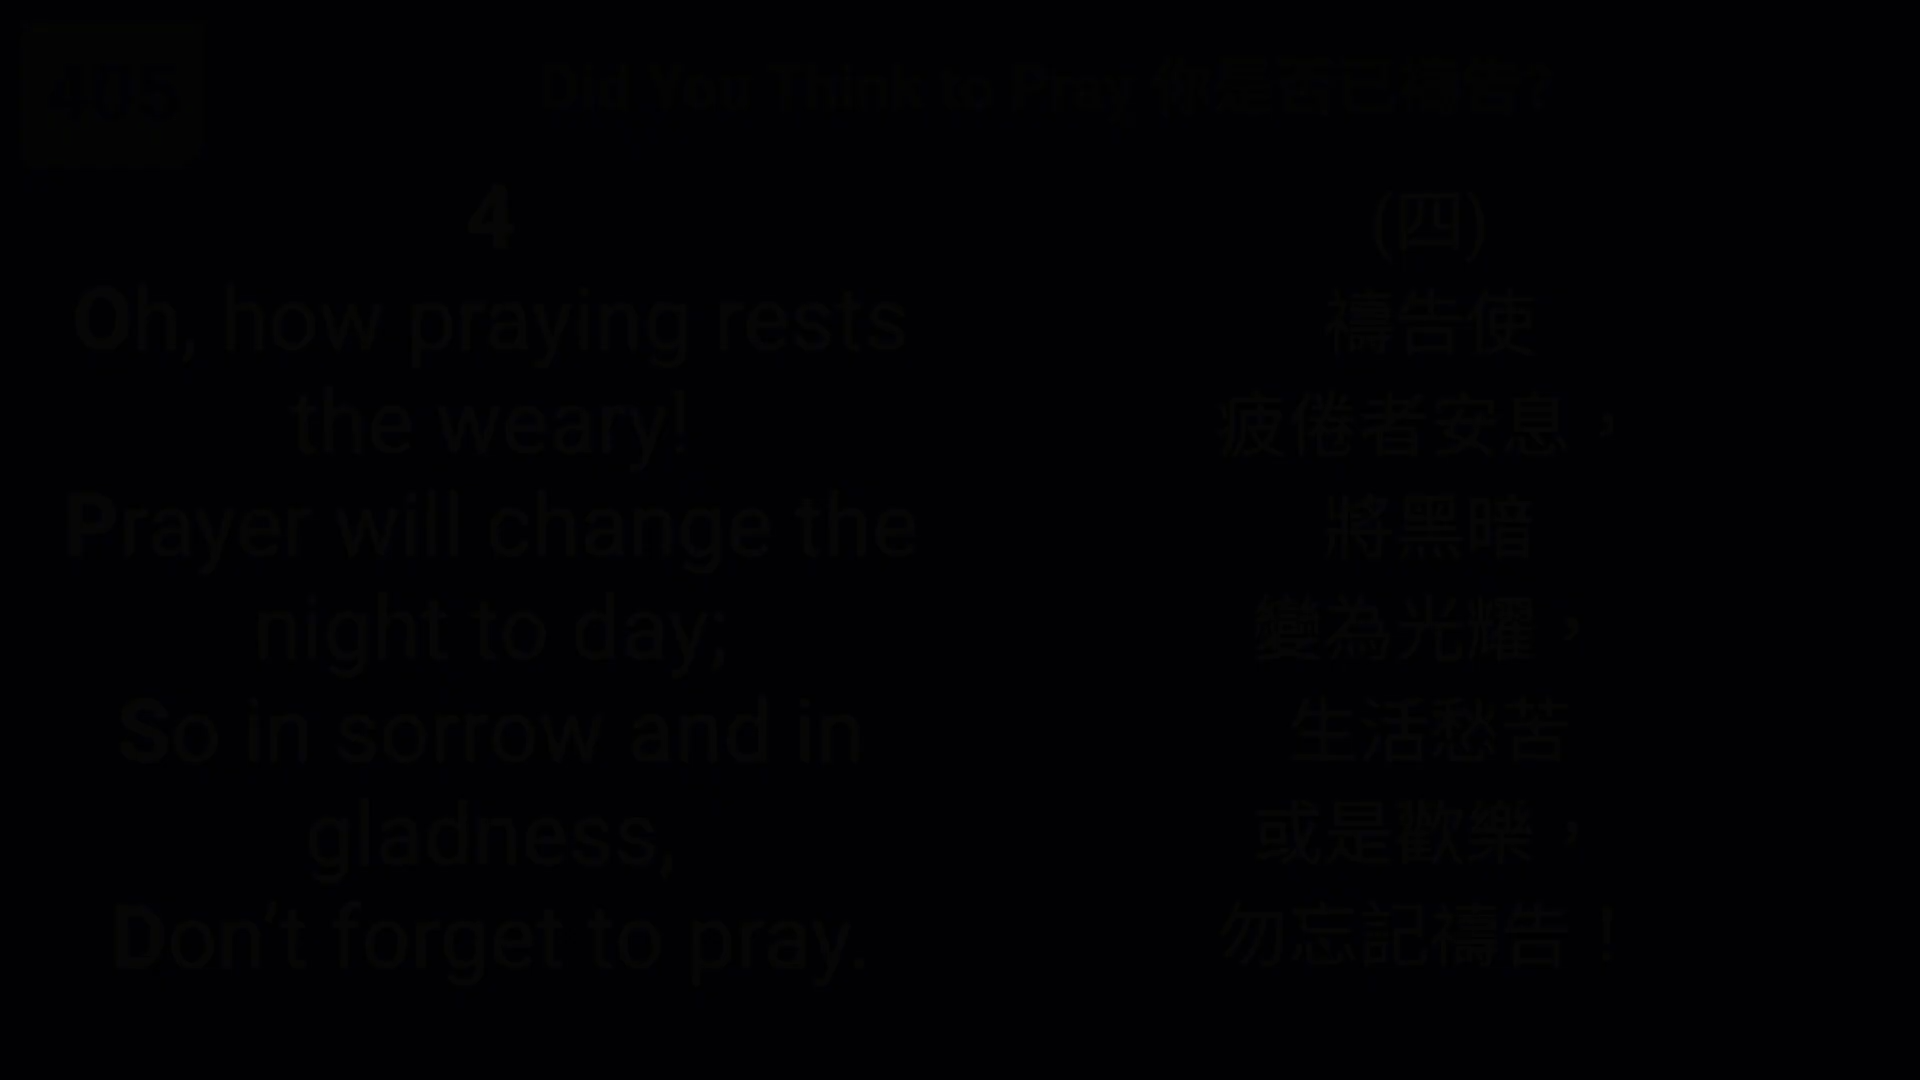 405
Did You Think to Pray 你是否記禱告?
4
Oh, how praying rests
the weary!
Prayer will change the
night to day;
So in sorrow and in
gladness,
Don't forget to pray.
(四)
禱告使
疲倦者安息，
將黑暗
變為光耀，
生活愁苦
或是歡樂，
勿忘記禱告！